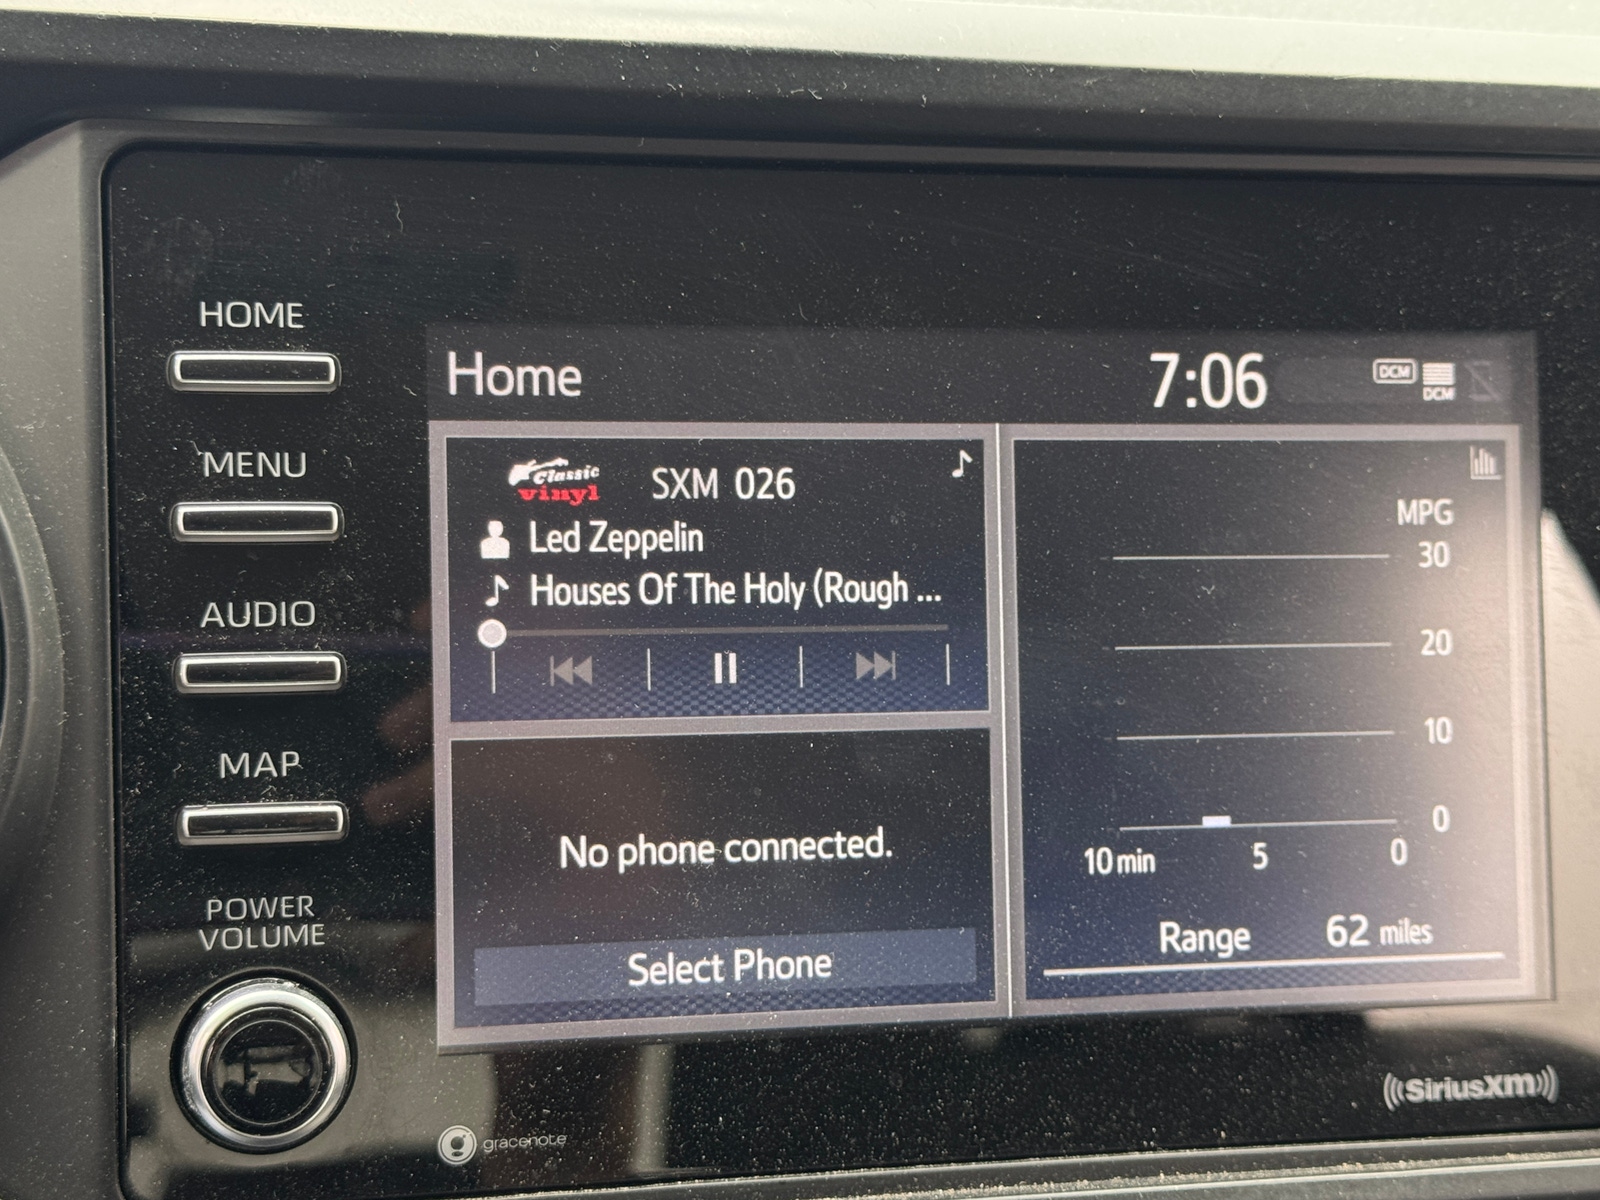 HOME
MENU
AUDIO
MAP
POWER
VOLUME
Home
7:06
DCM
DCM
Classic
vinyl
SXM 026
Led Zeppelin
Houses Of The Holy (Rough ...
No phone connected.
Select Phone
MPG
30
20
10
0
10 min 5 0
Range 62 miles
SiriusXM
gracenote